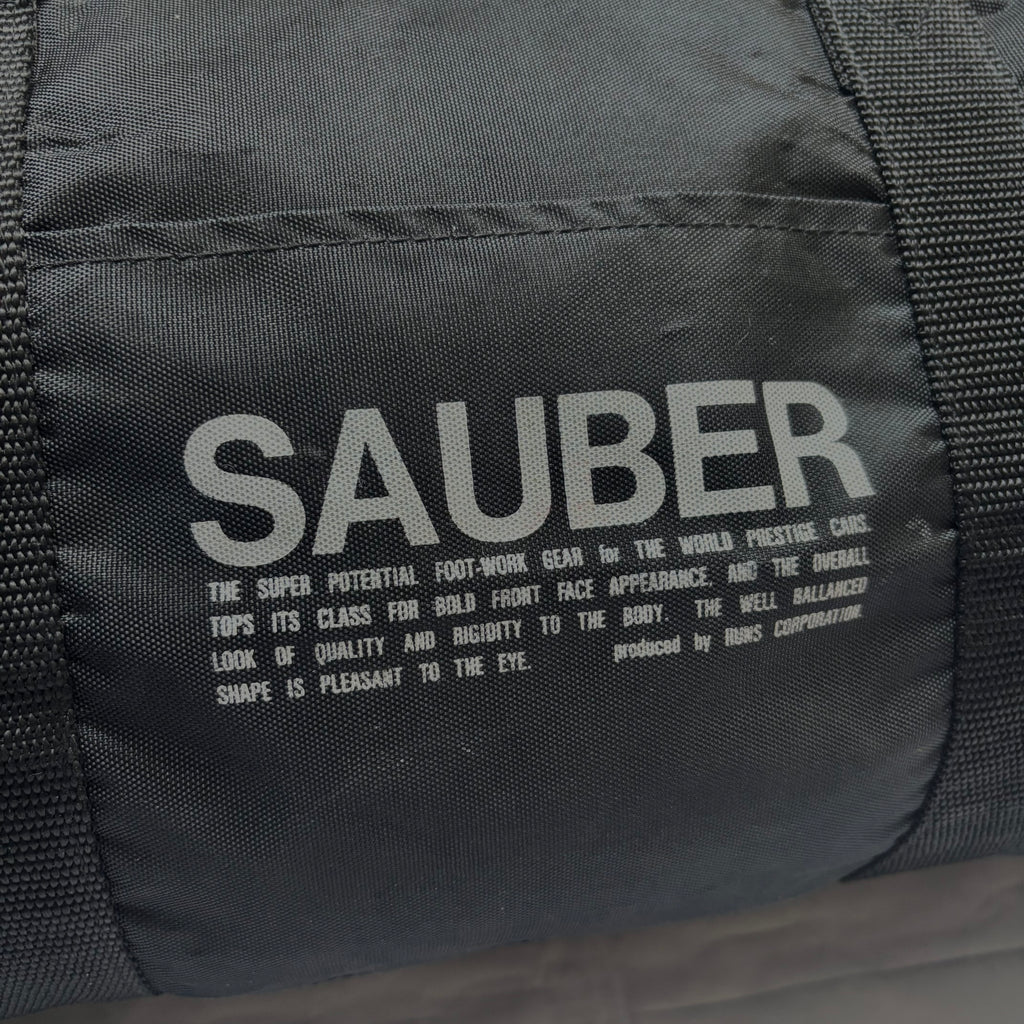 SAUBER
THE SUPER POTENTIAL FOOT-WORK GEAR for THE WORLD PRESTIGE CARS.
TOPS ITS CLASS FOR BOLD FRONT FACE APPEARANCE, AND THE OVERALL
LOOK OF QUALITY AND RIGIDITY TO THE BODY. THE WELL BALLANCED
SHAPE IS PLEASANT TO THE EYE. produced by RUNS CORPORATION.